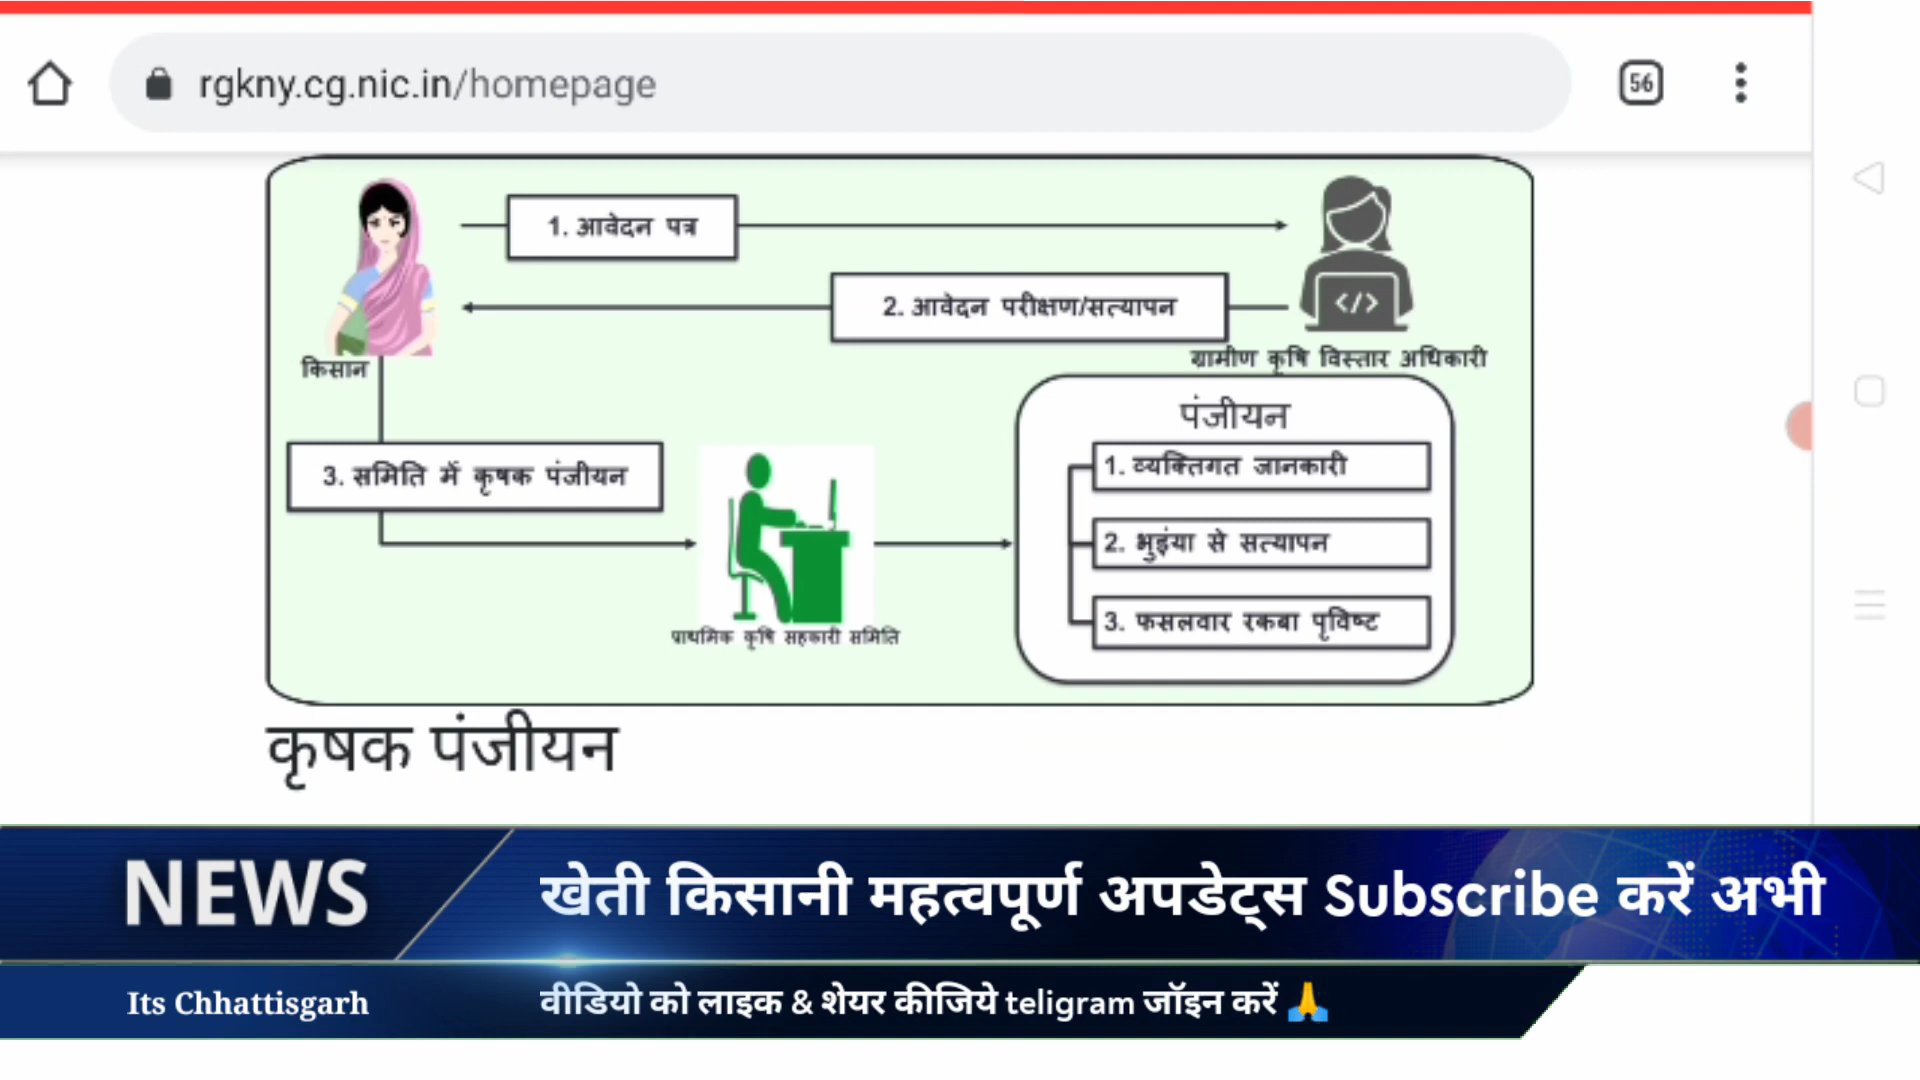 rgkny.cg.nic.in/homepage
56
1. आवेदन पत्र
2. आवेदन परीक्षण/सत्यापन
किसान
ग्रामीण कृषि विस्तार अधिकारी
पंजीयन
1. व्यक्तिगत जानकारी
3. समिति में कृषक पंजीयन
2. भुइंया से सत्यापन
3. फसलवार रकबा पृविष्ट
प्राथमिक कृषि सहकारी समिति
कृषक पंजीयन
NEWS
खेती किसानी महत्वपूर्ण अपडेट्स Subscribe करें अभी
Its Chhattisgarh
वीडियो को लाइक & शेयर कीजिये teligram जॉइन करें 🙏